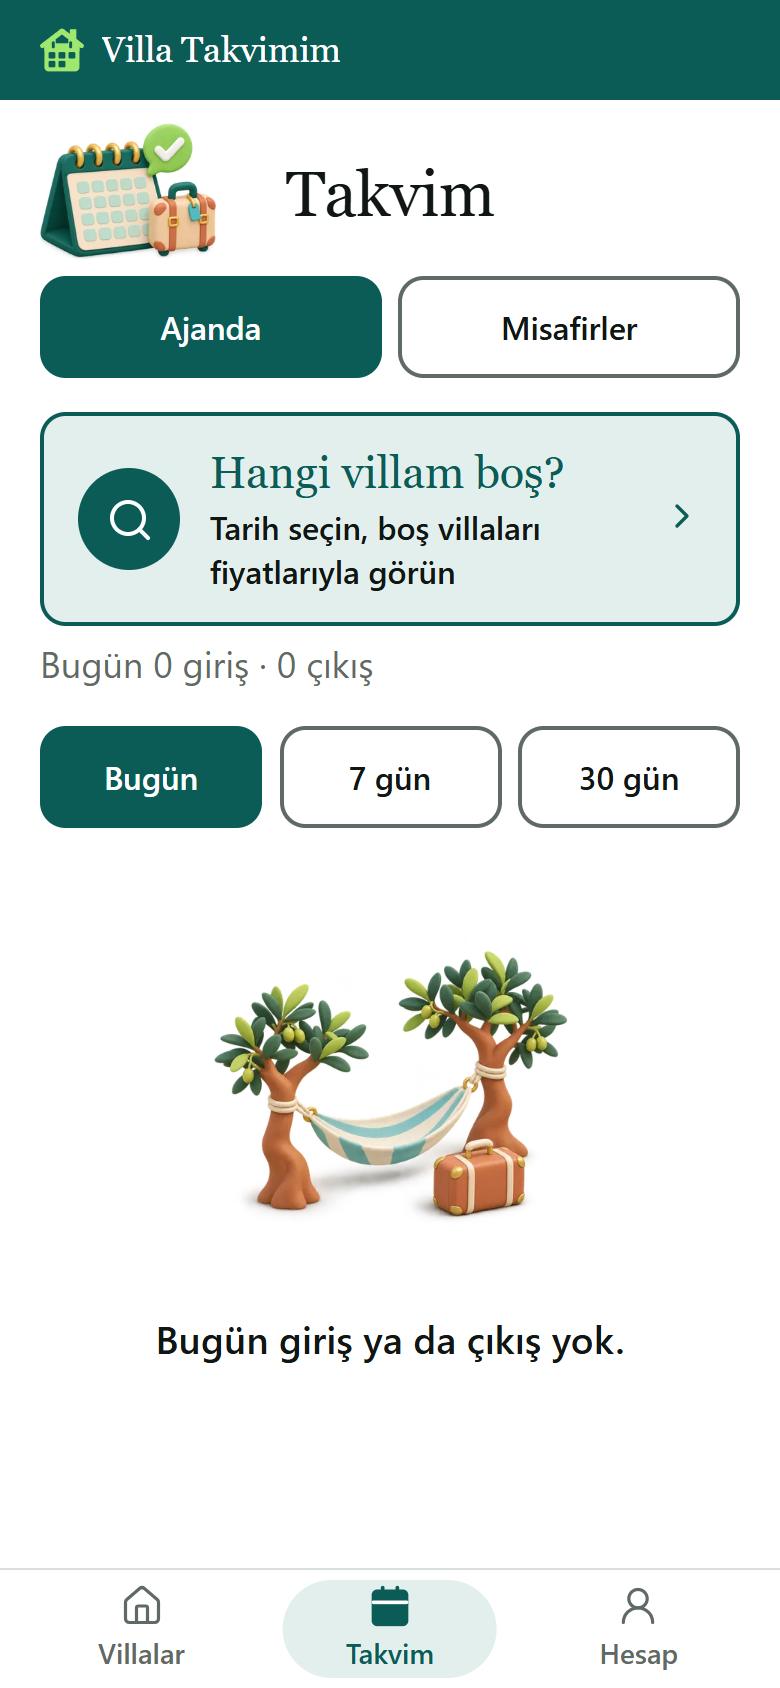 Villa Takvimim
Takvim
Ajanda
Misafirler
Hangi villam boş?
Tarih seçin, boş villaları
fiyatlarıyla görün
Bugün 0 giriş · 0 çıkış
Bugün
7 gün
30 gün
Bugün giriş ya da çıkış yok.
Villalar
Takvim
Hesap